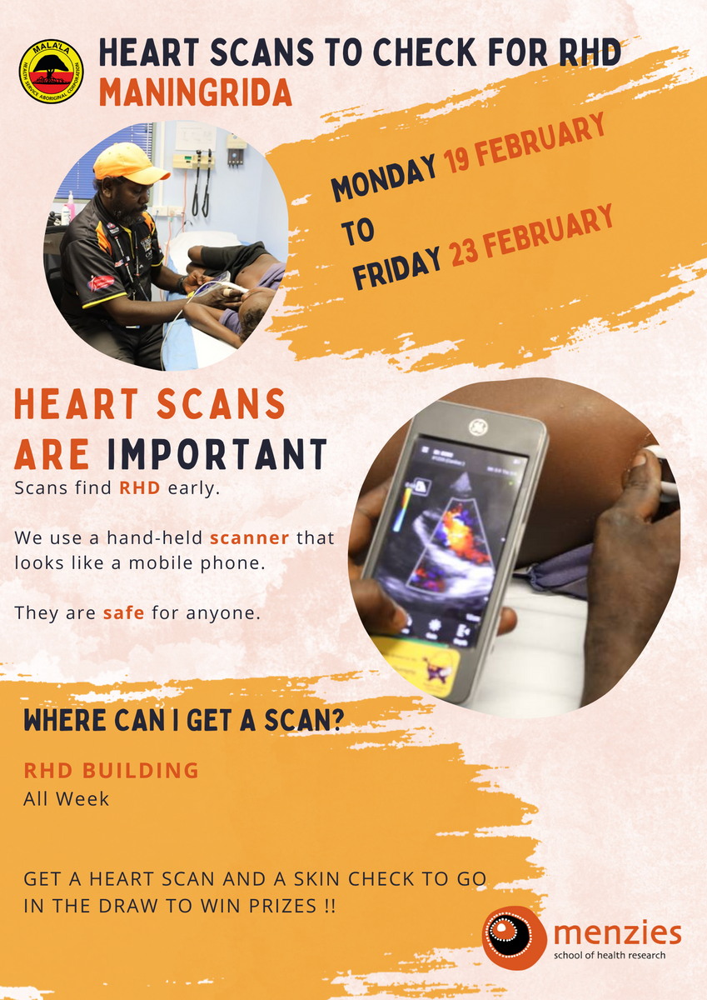 MALA'LA
HEALTH SERVICE ABORIGINAL CORPORATION
HEART SCANS TO CHECK FOR RHD
MANINGRIDA
MONDAY 19 FEBRUARY
TO
FRIDAY 23 FEBRUARY
HEART SCANS
ARE IMPORTANT
Scans find RHD early.
We use a hand-held scanner that
looks like a mobile phone.
They are safe for anyone.
WHERE CAN I GET A SCAN?
RHD BUILDING
All Week
GET A HEART SCAN AND A SKIN CHECK TO GO
IN THE DRAW TO WIN PRIZES !!
menzies
school of health research